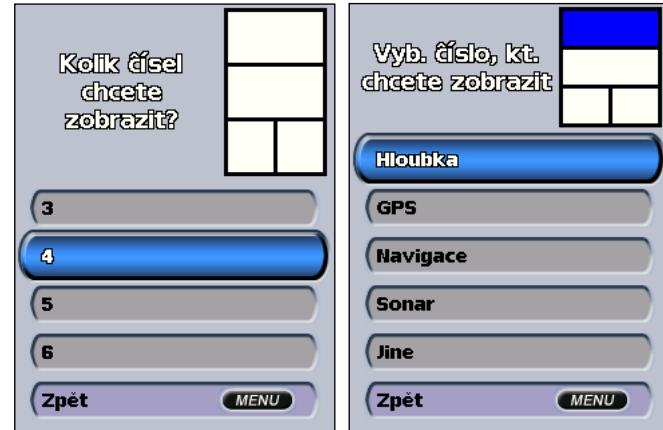 Kolik čísel
chcete
zobrazit?
3
4
5
6
Zpět MENU
Vyb. číslo, kt.
chcete zobrazit
Hloubka
GPS
Navigace
Sonar
Jine
Zpět MENU